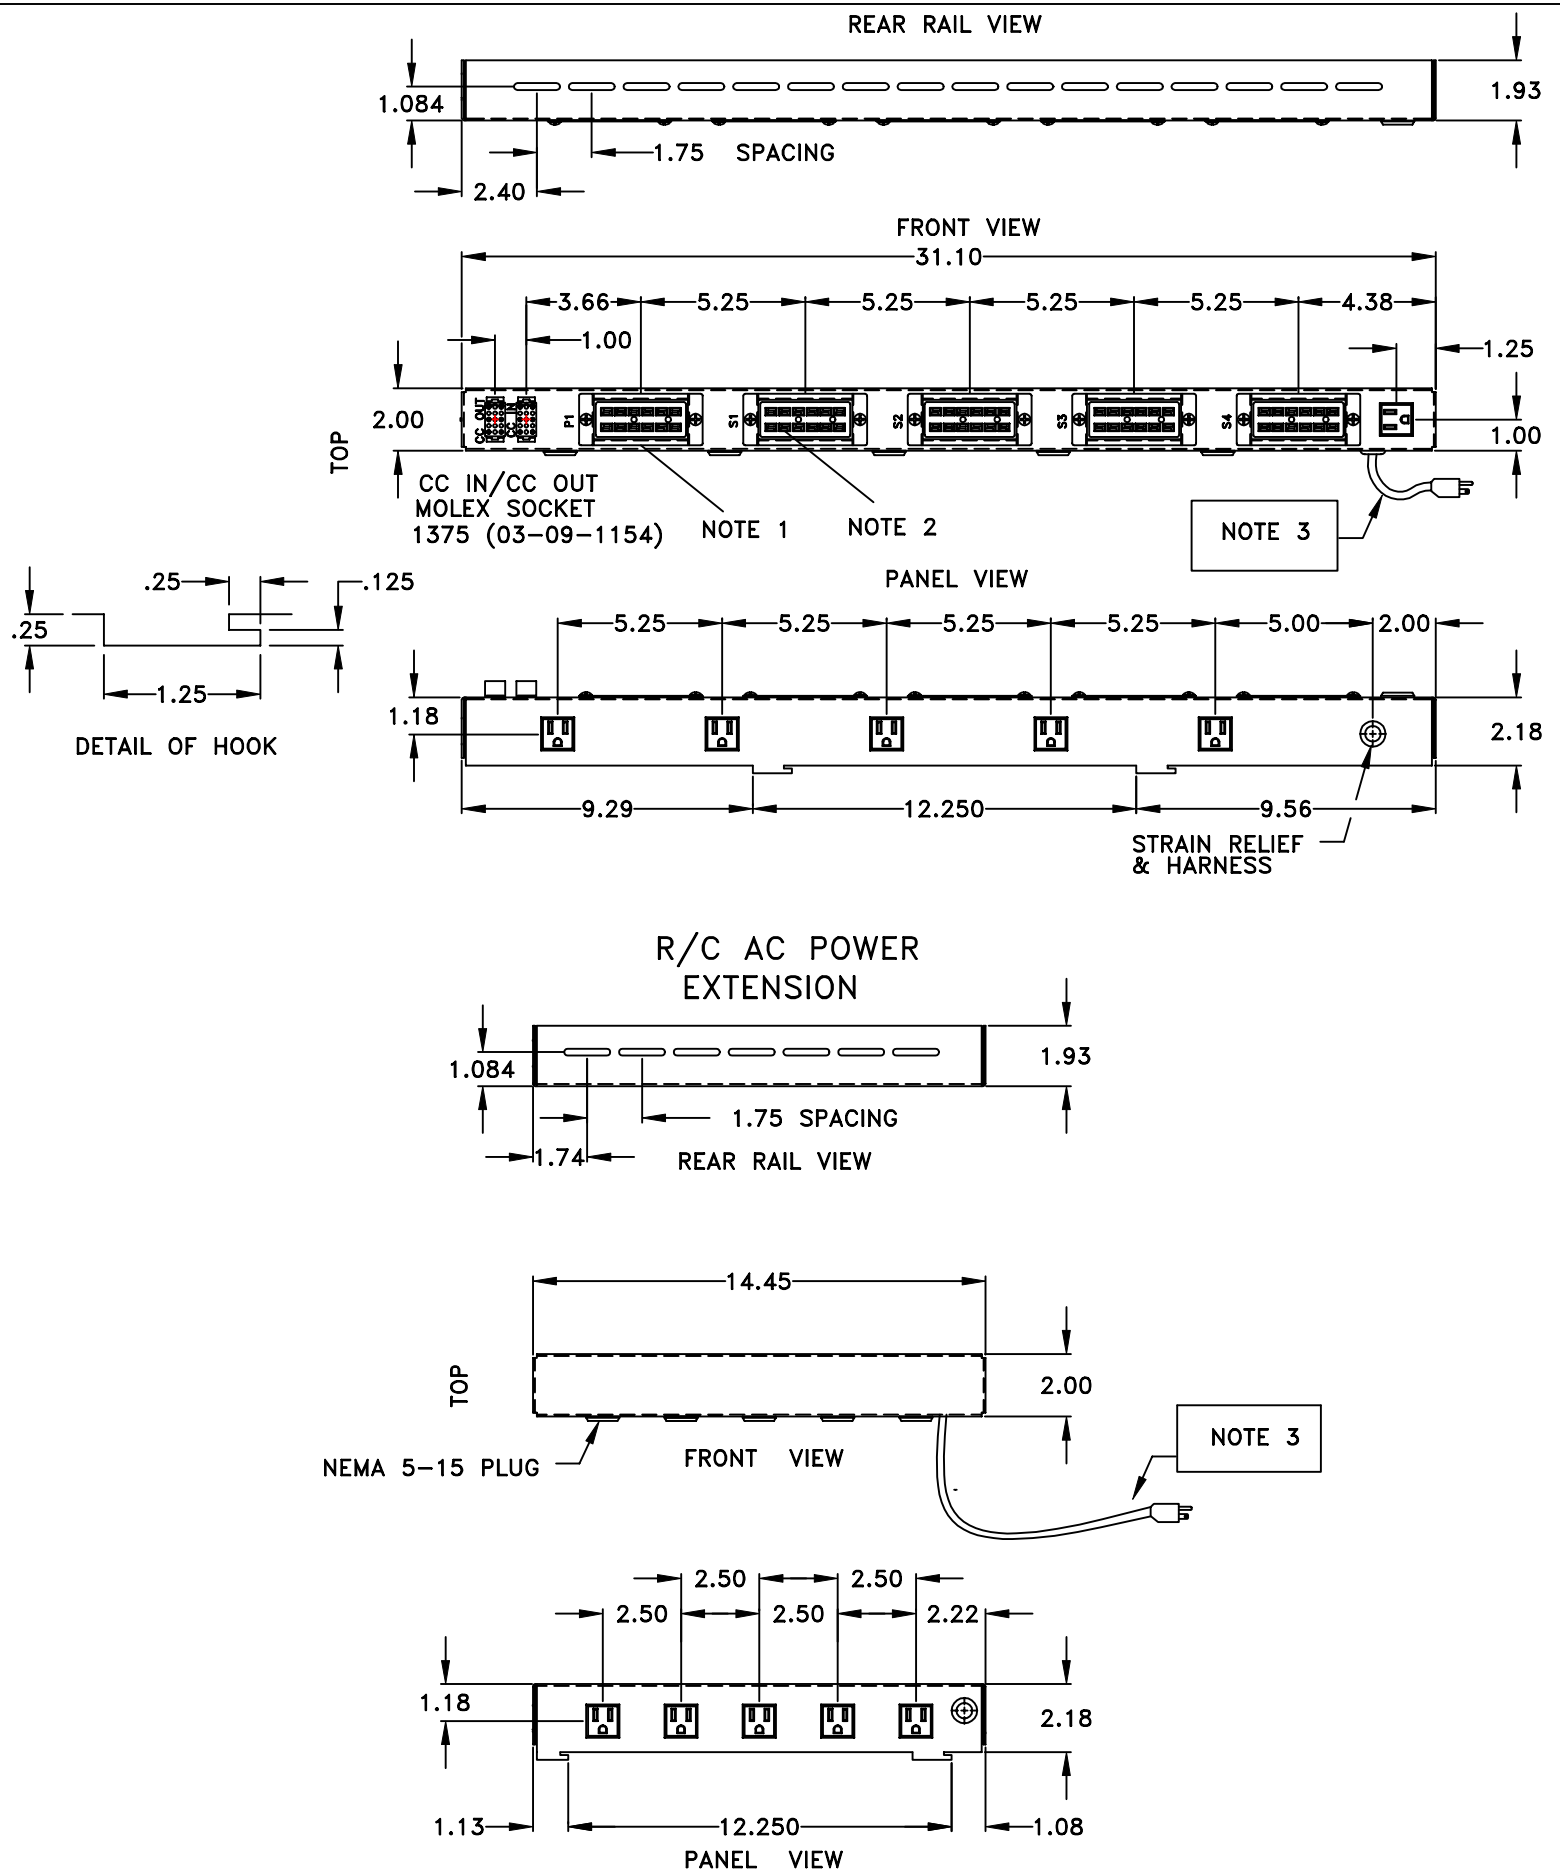 REAR RAIL VIEW
1.084
1.93
1.75 SPACING
2.40
FRONT VIEW
31.10
3.66 5.25 5.25 5.25 5.25 4.38
1.00
1.25
2.00
TOP
CC OUT
CC IN
P1
S1
S2
S3
S4
1.00
CC IN/CC OUT
MOLEX SOCKET
1375 (03-09-1154)
NOTE 1
NOTE 2
NOTE 3
PANEL VIEW
.25
.125
.25
1.25
DETAIL OF HOOK
5.25 5.25 5.25 5.25 5.00 2.00
1.18
2.18
9.29 12.250 9.56
STRAIN RELIEF
& HARNESS
R/C AC POWER
EXTENSION
1.084
1.93
1.75 SPACING
1.74
REAR RAIL VIEW
14.45
TOP
2.00
NEMA 5-15 PLUG
FRONT VIEW
NOTE 3
2.50 2.50
2.50 2.50 2.22
1.18
2.18
1.13 12.250 1.08
PANEL VIEW